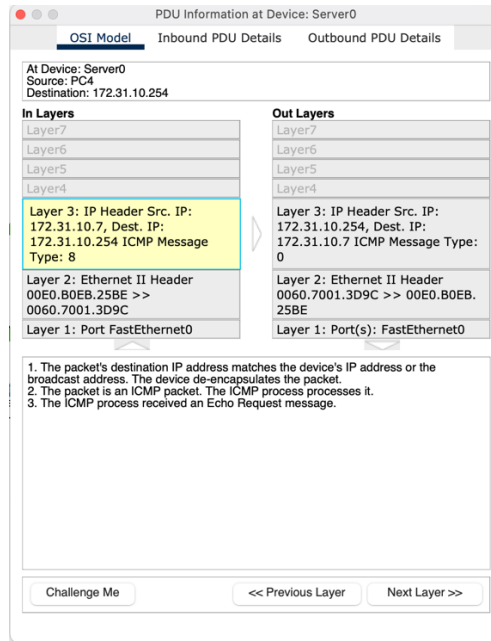 PDU Information at Device: Server0
OSI Model Inbound PDU Details Outbound PDU Details
At Device: Server0
Source: PC4
Destination: 172.31.10.254
In Layers
Layer7
Layer6
Layer5
Layer4
Layer 3: IP Header Src. IP:
172.31.10.7, Dest. IP:
172.31.10.254 ICMP Message
Type: 8
Layer 2: Ethernet II Header
00E0.B0EB.25BE >>
0060.7001.3D9C
Layer 1: Port FastEthernet0
Out Layers
Layer7
Layer6
Layer5
Layer4
Layer 3: IP Header Src. IP:
172.31.10.254, Dest. IP:
172.31.10.7 ICMP Message Type:
0
Layer 2: Ethernet II Header
0060.7001.3D9C >> 00E0.B0EB.
25BE
Layer 1: Port(s): FastEthernet0
1. The packet's destination IP address matches the device's IP address or the
broadcast address. The device de-encapsulates the packet.
2. The packet is an ICMP packet. The ICMP process processes it.
3. The ICMP process received an Echo Request message.
Challenge Me << Previous Layer Next Layer >>